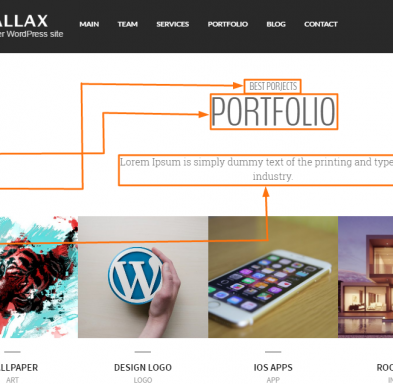 ALLAX
er WordPress site
MAIN TEAM SERVICES PORTFOLIO BLOG CONTACT
BEST PORJECTS
PORTFOLIO
Lorem Ipsum is simply dummy text of the printing and type
industry.
LLPAPER DESIGN LOGO IOS APPS ROO
ART LOGO APP IN